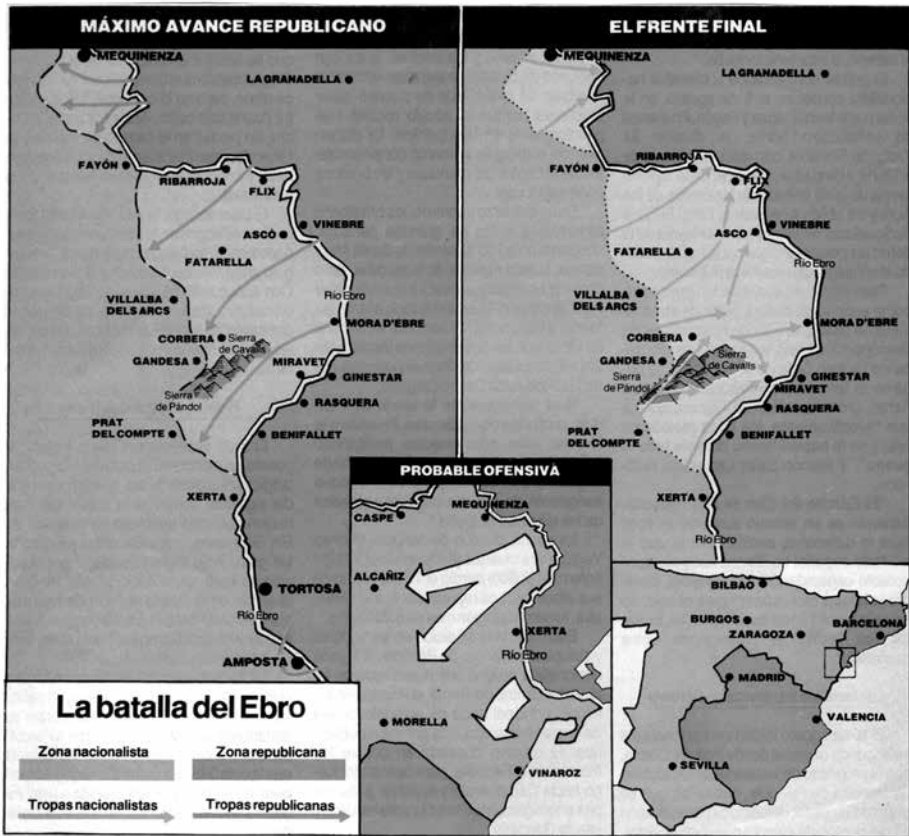 MÁXIMO AVANCE REPUBLICANO
MEQUINENZA
LA GRANADELLA
FAYÓN
RIBARROJA
FLIX
VINEBRE
ASCÓ
FATARELLA
Río Ebro
VILLALBA
DELS ARCS
MORA D'EBRE
CORBERA
Sierra
de Cavalls
GANDESA
MIRAVET
GINESTAR
Sierra
de Pándol
RASQUERA
PRAT
DEL COMPTE
BENIFALLET
XERTA
TORTOSA
Río Ebro
AMPOSTA
EL FRENTE FINAL
MEQUINENZA
LA GRANADELLA
RIBARROJA
FAYÓN
FLIX
VINEBRE
ASCO
FATARELLA
Río Ebro
VILLALBA
DELS ARCS
MORA D'EBRE
CORBERA
Sierra
de Cavalls
GANDESA
Sierra
de Pándol
GINESTAR
MIRAVET
RASQUERA
PRAT
DEL COMPTE
BENIFALLET
XERTA
Río Ebro
PROBABLE OFENSIVA
MEQUINENZA
CASPE
ALCAÑIZ
XERTA
Río Ebro
MORELLA
VINAROZ
BILBAO
BURGOS
ZARAGOZA
BARCELONA
MADRID
VALENCIA
SEVILLA
La batalla del Ebro
Zona nacionalista
Zona republicana
Tropas nacionalistas
Tropas republicanas